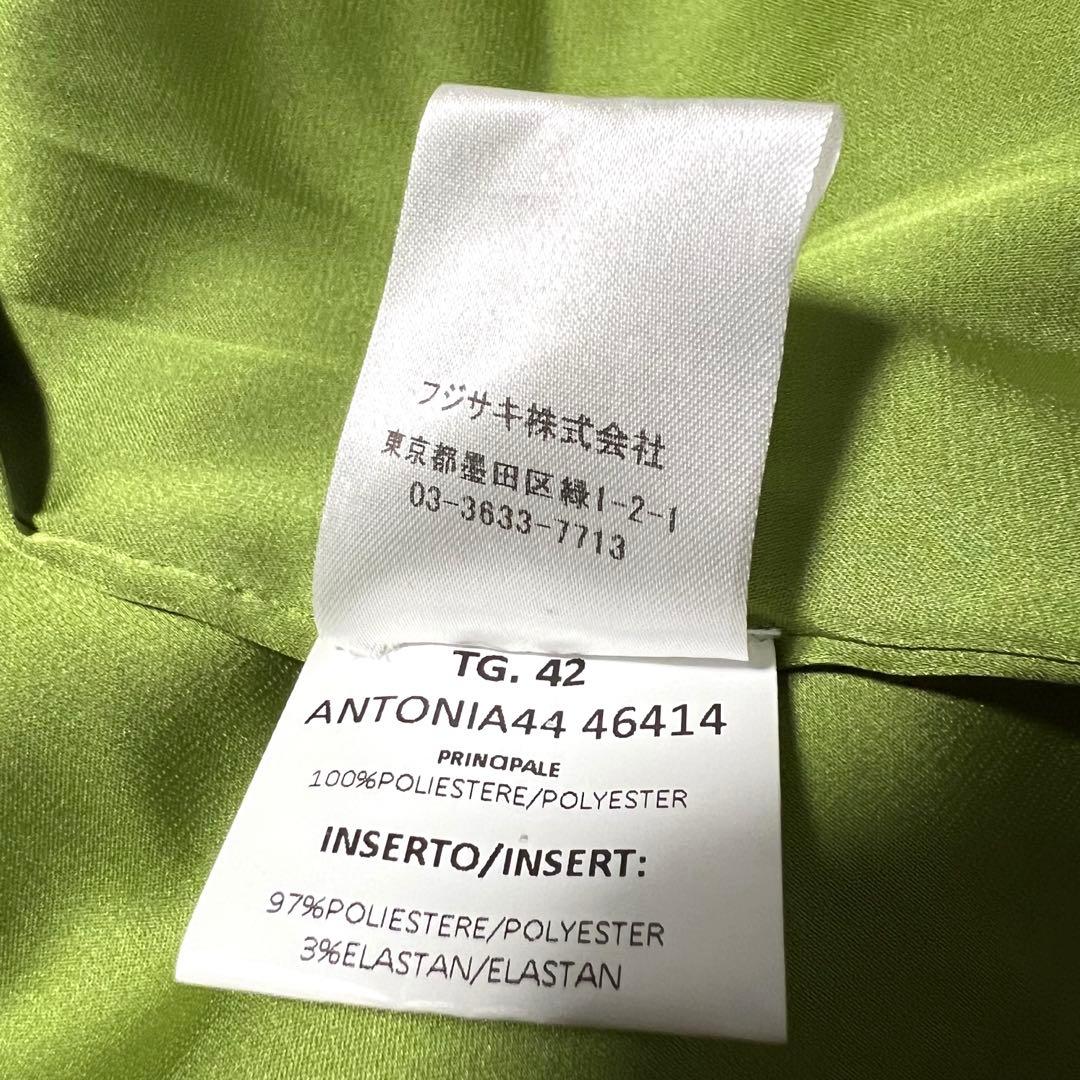 フジサキ株式会社
東京都墨田区緑1-2-1
03-3633-7713
TG. 42
ANTONIA44 46414
PRINCIPALE
100%POLIESTERE/POLYESTER
INSERTO/INSERT:
97%POLIESTERE/POLYESTER
3%ELASTAN/ELASTAN